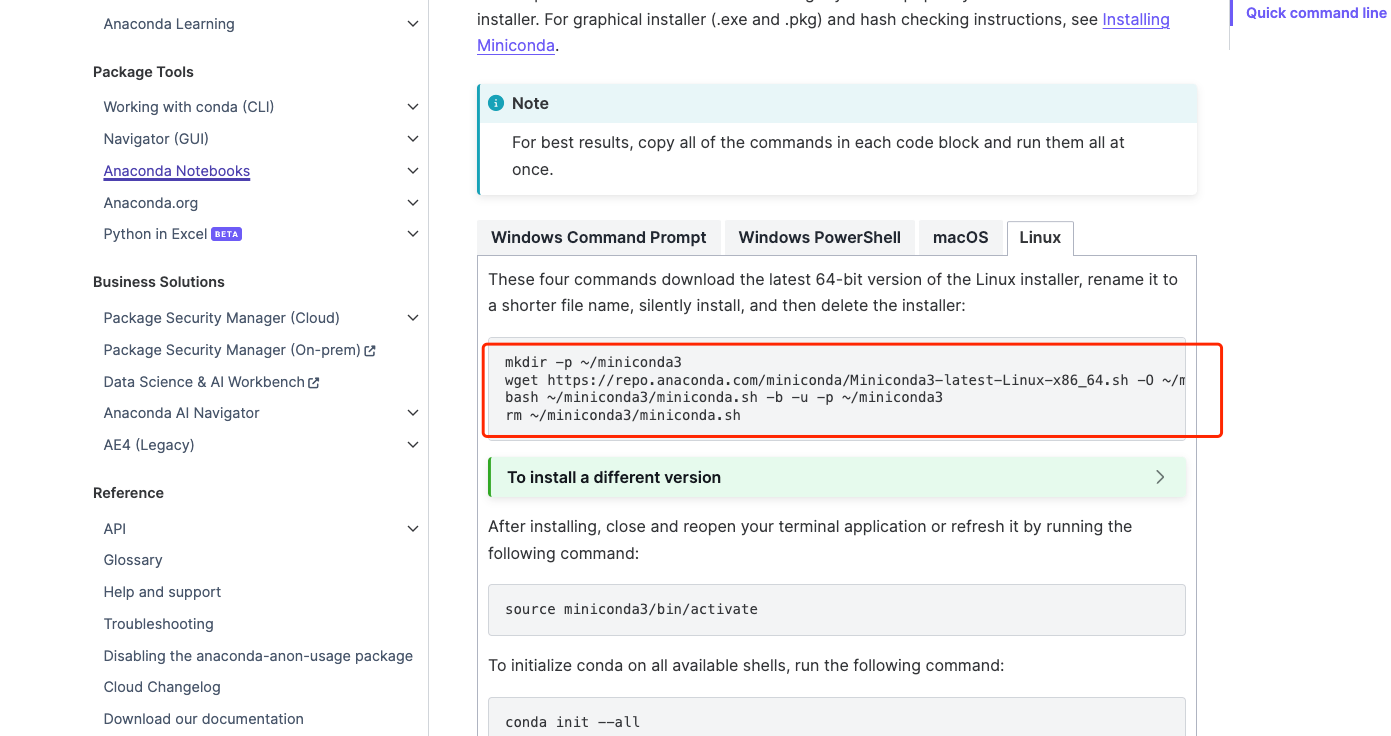 Anaconda Learning
Package Tools
Working with conda (CLI)
Navigator (GUI)
Anaconda Notebooks
Anaconda.org
Python in Excel BETA
Business Solutions
Package Security Manager (Cloud)
Package Security Manager (On-prem)
Data Science & AI Workbench
Anaconda AI Navigator
AE4 (Legacy)
Reference
API
Glossary
Help and support
Troubleshooting
Disabling the anaconda-anon-usage package
Cloud Changelog
Download our documentation
installer. For graphical installer (.exe and .pkg) and hash checking instructions, see Installing
Miniconda.
Note
For best results, copy all of the commands in each code block and run them all at
once.
Windows Command Prompt Windows PowerShell macOS Linux
These four commands download the latest 64-bit version of the Linux installer, rename it to
a shorter file name, silently install, and then delete the installer:
mkdir -p ~/miniconda3
wget https://repo.anaconda.com/miniconda/Miniconda3-latest-Linux-x86_64.sh -O ~/m
bash ~/miniconda3/miniconda.sh -b -u -p ~/miniconda3
rm ~/miniconda3/miniconda.sh
To install a different version
After installing, close and reopen your terminal application or refresh it by running the
following command:
source miniconda3/bin/activate
To initialize conda on all available shells, run the following command:
conda init --all
Quick command line